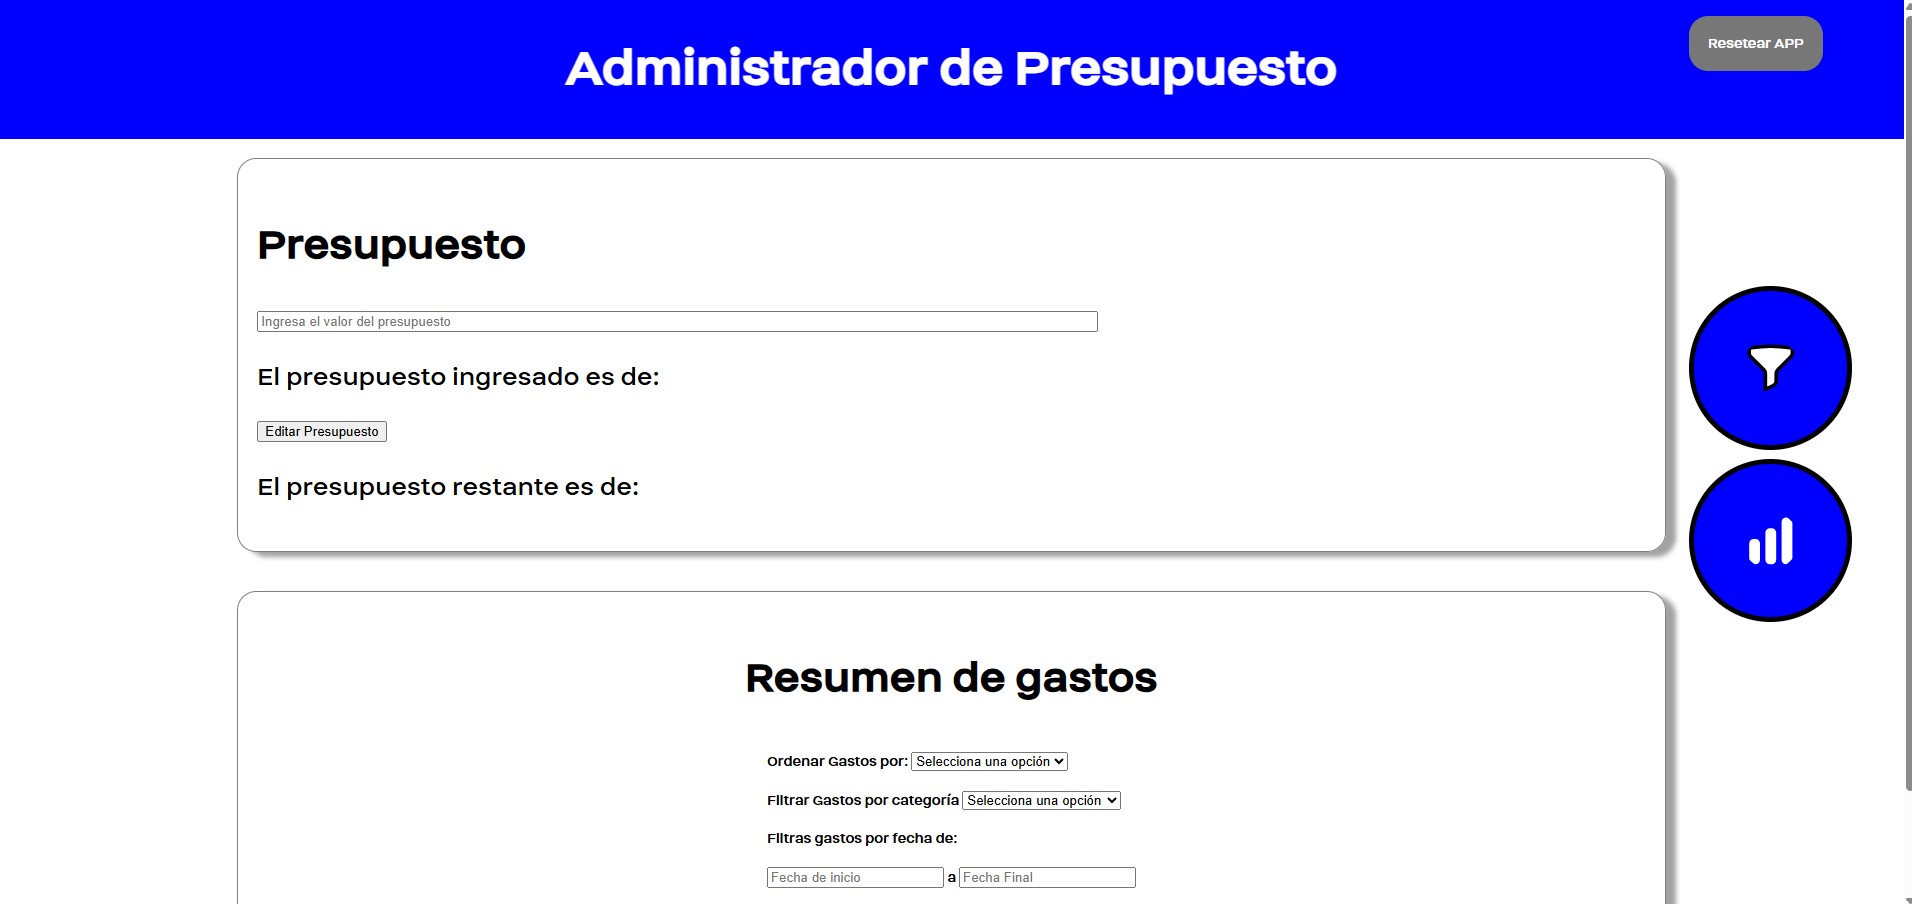 Administrador de Presupuesto
Resetear APP
Presupuesto
Ingresa el valor del presupuesto
El presupuesto ingresado es de:
Editar Presupuesto
El presupuesto restante es de:
Resumen de gastos
Ordenar Gastos por: Selecciona una opción
Filtrar Gastos por categoría Selecciona una opción
Filtras gastos por fecha de:
Fecha de inicio a Fecha Final